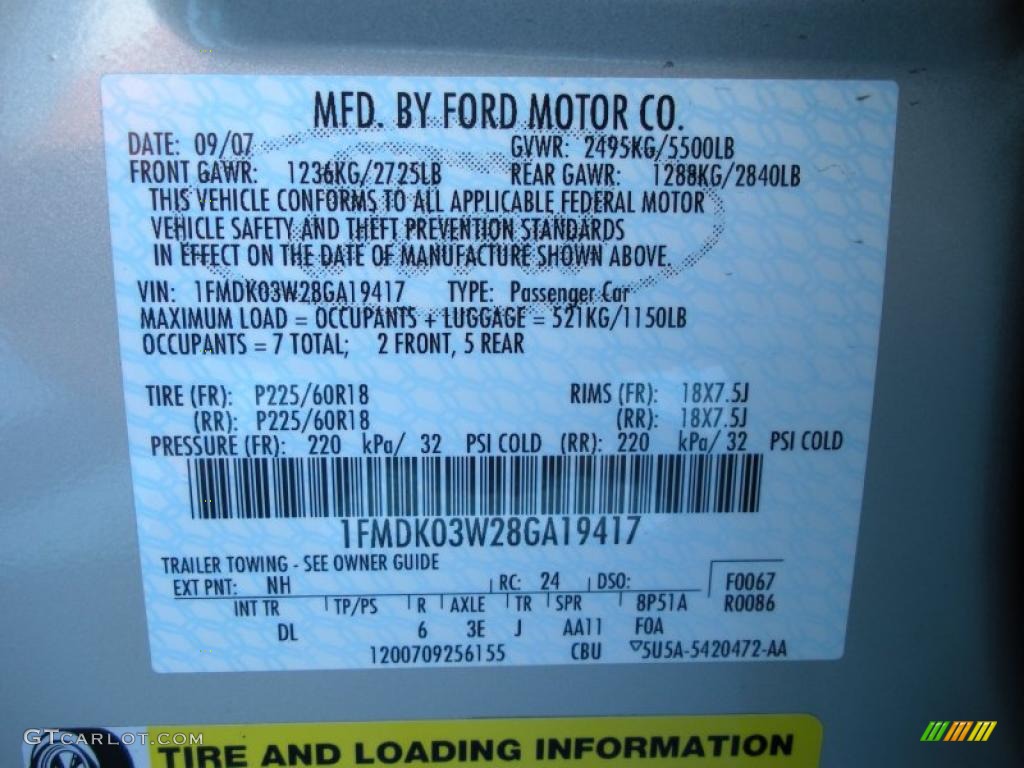 MFD. BY FORD MOTOR CO.
DATE: 09/07 GVWR: 2495KG/5500LB
FRONT GAWR: 1236KG/2725LB REAR GAWR: 1288KG/2840LB
THIS VEHICLE CONFORMS TO ALL APPLICABLE FEDERAL MOTOR
VEHICLE SAFETY AND THEFT PREVENTION STANDARDS
IN EFFECT ON THE DATE OF MANUFACTURE SHOWN ABOVE.
VIN: 1FMDK03W28GA19417 TYPE: Passenger Car
MAXIMUM LOAD = OCCUPANTS + LUGGAGE = 521KG/1150LB
OCCUPANTS = 7 TOTAL; 2 FRONT, 5 REAR
TIRE (FR): P225/60R18 RIMS (FR): 18X7.5J
(RR): P225/60R18 (RR): 18X7.5J
PRESSURE (FR): 220 kPa/ 32 PSI COLD (RR): 220 kPa/ 32 PSI COLD
1FMDK03W28GA19417
TRAILER TOWING - SEE OWNER GUIDE
EXT PNT: NH RC: 24 DSO: F0067
INT TR TP/PS R AXLE TR SPR 8P51A R0086
DL 6 3E J AA11 F0A
1200709256155 CBU ▽5U5A-5420472-AA
GTcarlot.com
TIRE AND LOADING INFORMATION